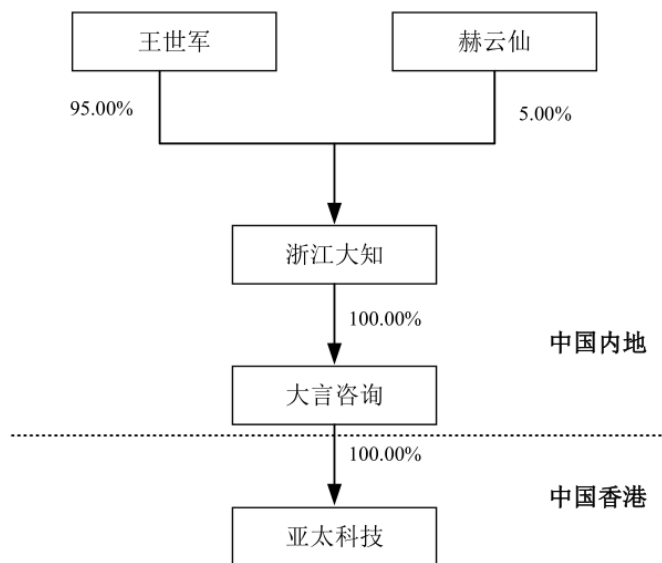 王世军
赫云仙
95.00%
5.00%
浙江大知
100.00%
中国内地
大言咨询
100.00%
中国香港
亚太科技